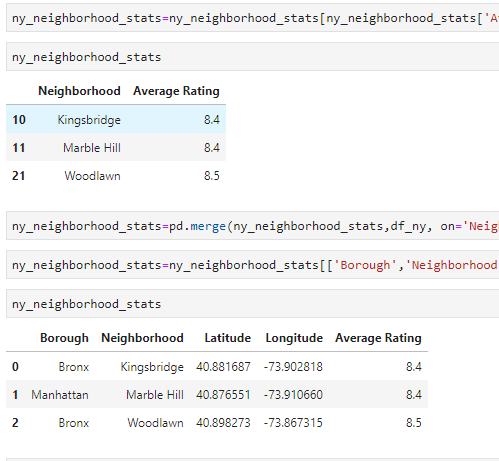 ny_neighborhood_stats=ny_neighborhood_stats[ny_neighborhood_stats['A
ny_neighborhood_stats
Neighborhood Average Rating
10 Kingsbridge 8.4
11 Marble Hill 8.4
21 Woodlawn 8.5
ny_neighborhood_stats=pd.merge(ny_neighborhood_stats,df_ny, on='Neig
ny_neighborhood_stats=ny_neighborhood_stats[['Borough','Neighborhood
ny_neighborhood_stats
Borough Neighborhood Latitude Longitude Average Rating
0 Bronx Kingsbridge 40.881687 -73.902818 8.4
1 Manhattan Marble Hill 40.876551 -73.910660 8.4
2 Bronx Woodlawn 40.898273 -73.867315 8.5